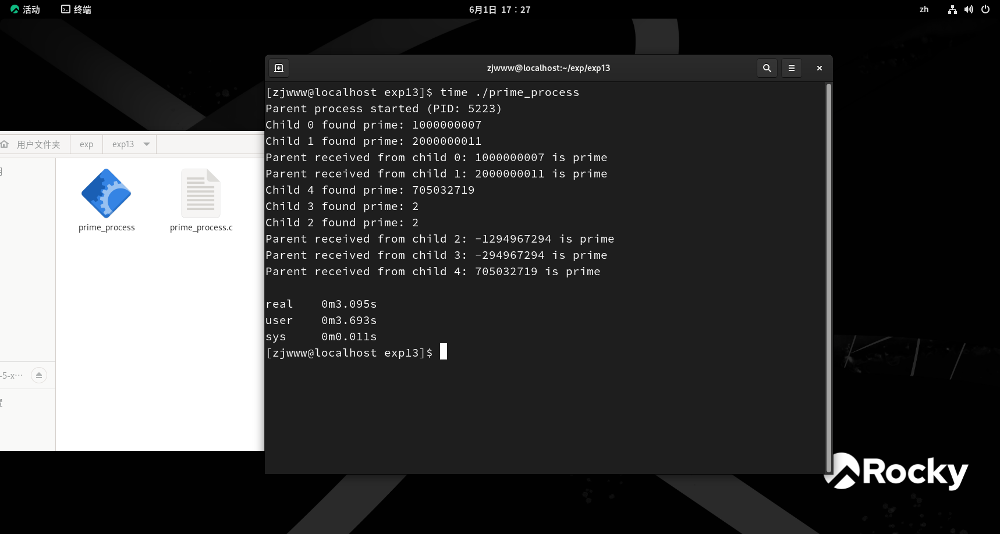 活动
终端
6月1日 17：27
zh
zjwww@localhost:~/exp/exp13
[zjwww@localhost exp13]$ time ./prime_process
Parent process started (PID: 5223)
Child 0 found prime: 1000000007
Child 1 found prime: 2000000011
Parent received from child 0: 1000000007 is prime
Parent received from child 1: 2000000011 is prime
Child 4 found prime: 705032719
Child 3 found prime: 2
Child 2 found prime: 2
Parent received from child 2: -1294967294 is prime
Parent received from child 3: -294967294 is prime
Parent received from child 4: 705032719 is prime
real 0m3.095s
user 0m3.693s
sys 0m0.011s
[zjwww@localhost exp13]$
用户文件夹
exp
exp13
prime_process
prime_process.c
-5-x…
Rocky